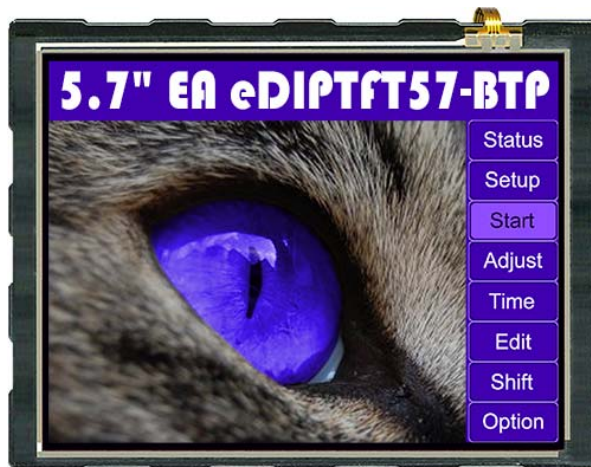 5.7" EA eDIPTFT57-BTP
Status
Setup
Start
Adjust
Time
Edit
Shift
Option